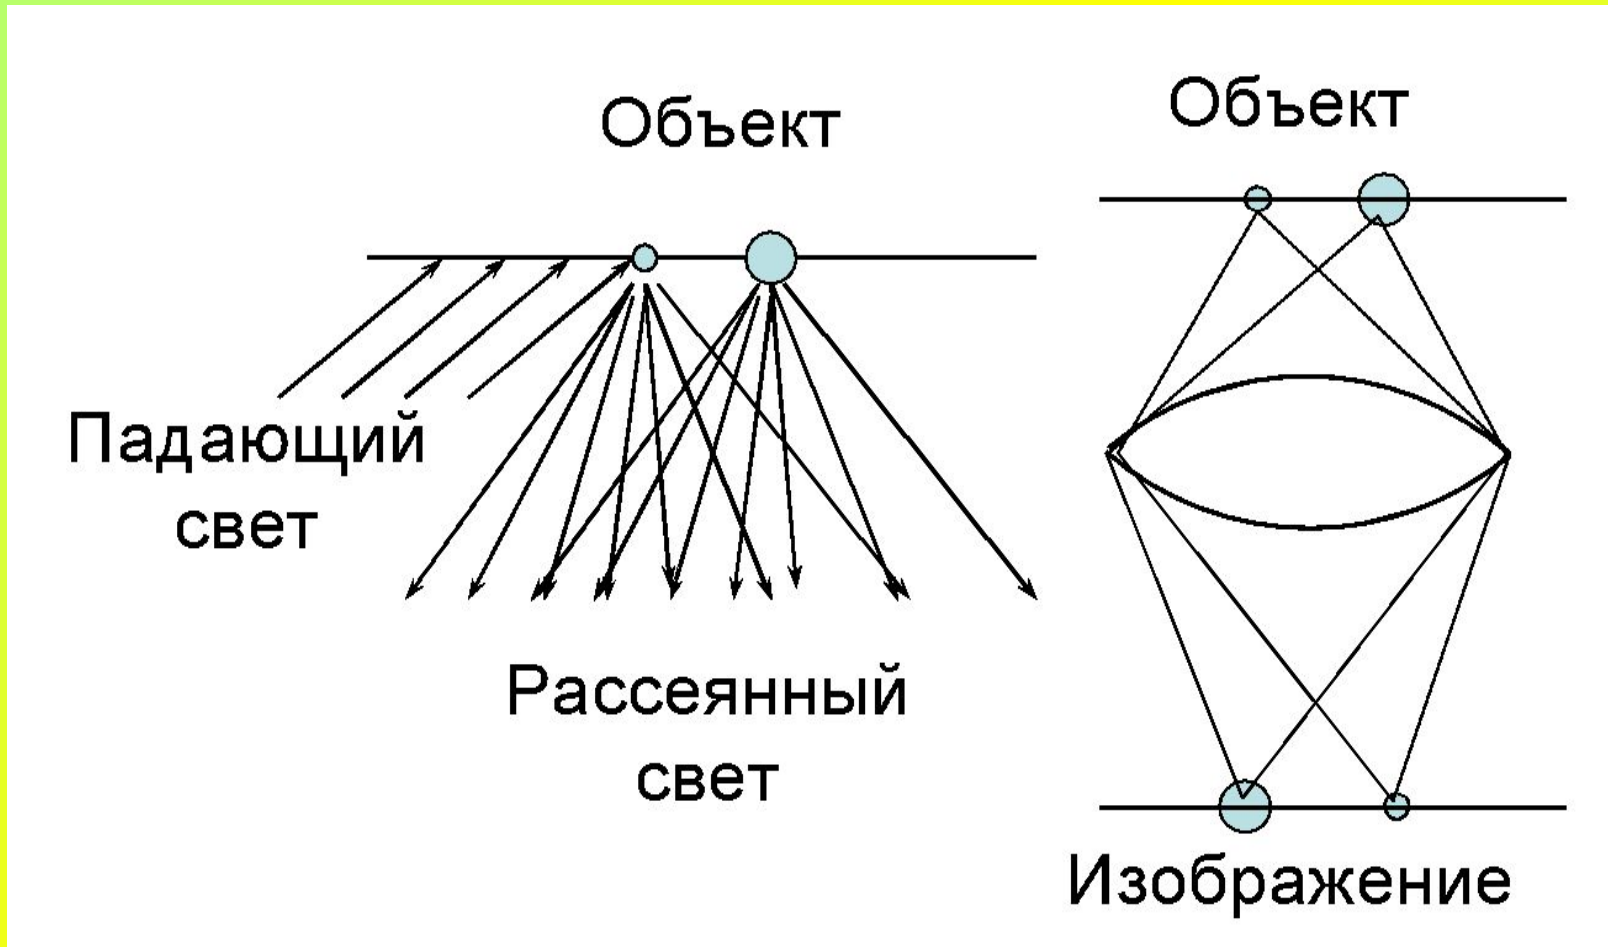 Объект
Падающий
свет
Рассеянный
свет
Объект
Изображение